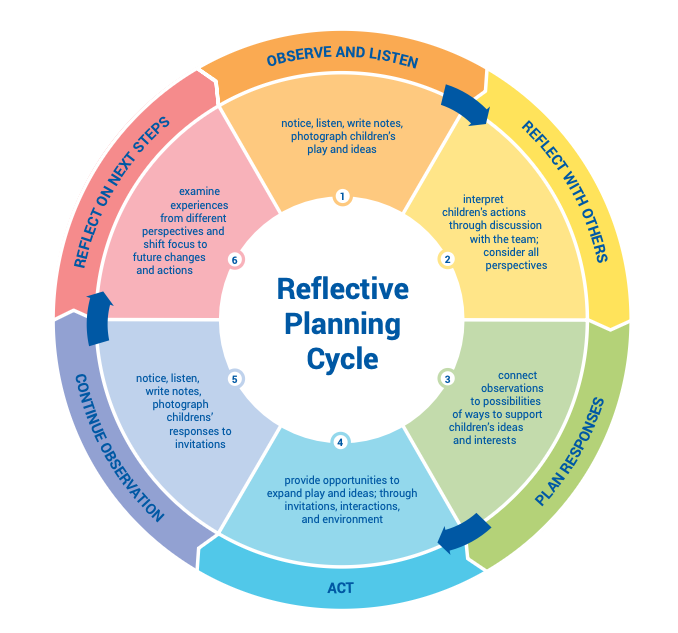 OBSERVE AND LISTEN
notice, listen, write notes,
photograph children's
play and ideas
1
REFLECT WITH OTHERS
interpret
children's actions
through discussion
with the team;
consider all
perspectives
2
PLAN RESPONSES
connect
observations
to possibilities
of ways to support
children's ideas
and interests
3
ACT
provide opportunities to
expand play and ideas; through
invitations, interactions,
and environment
4
CONTINUE OBSERVATION
notice, listen,
write notes,
photograph
childrens'
responses to
invitations
5
REFLECT ON NEXT STEPS
examine
experiences
from different
perspectives and
shift focus to
future changes
and actions
6
Reflective
Planning
Cycle